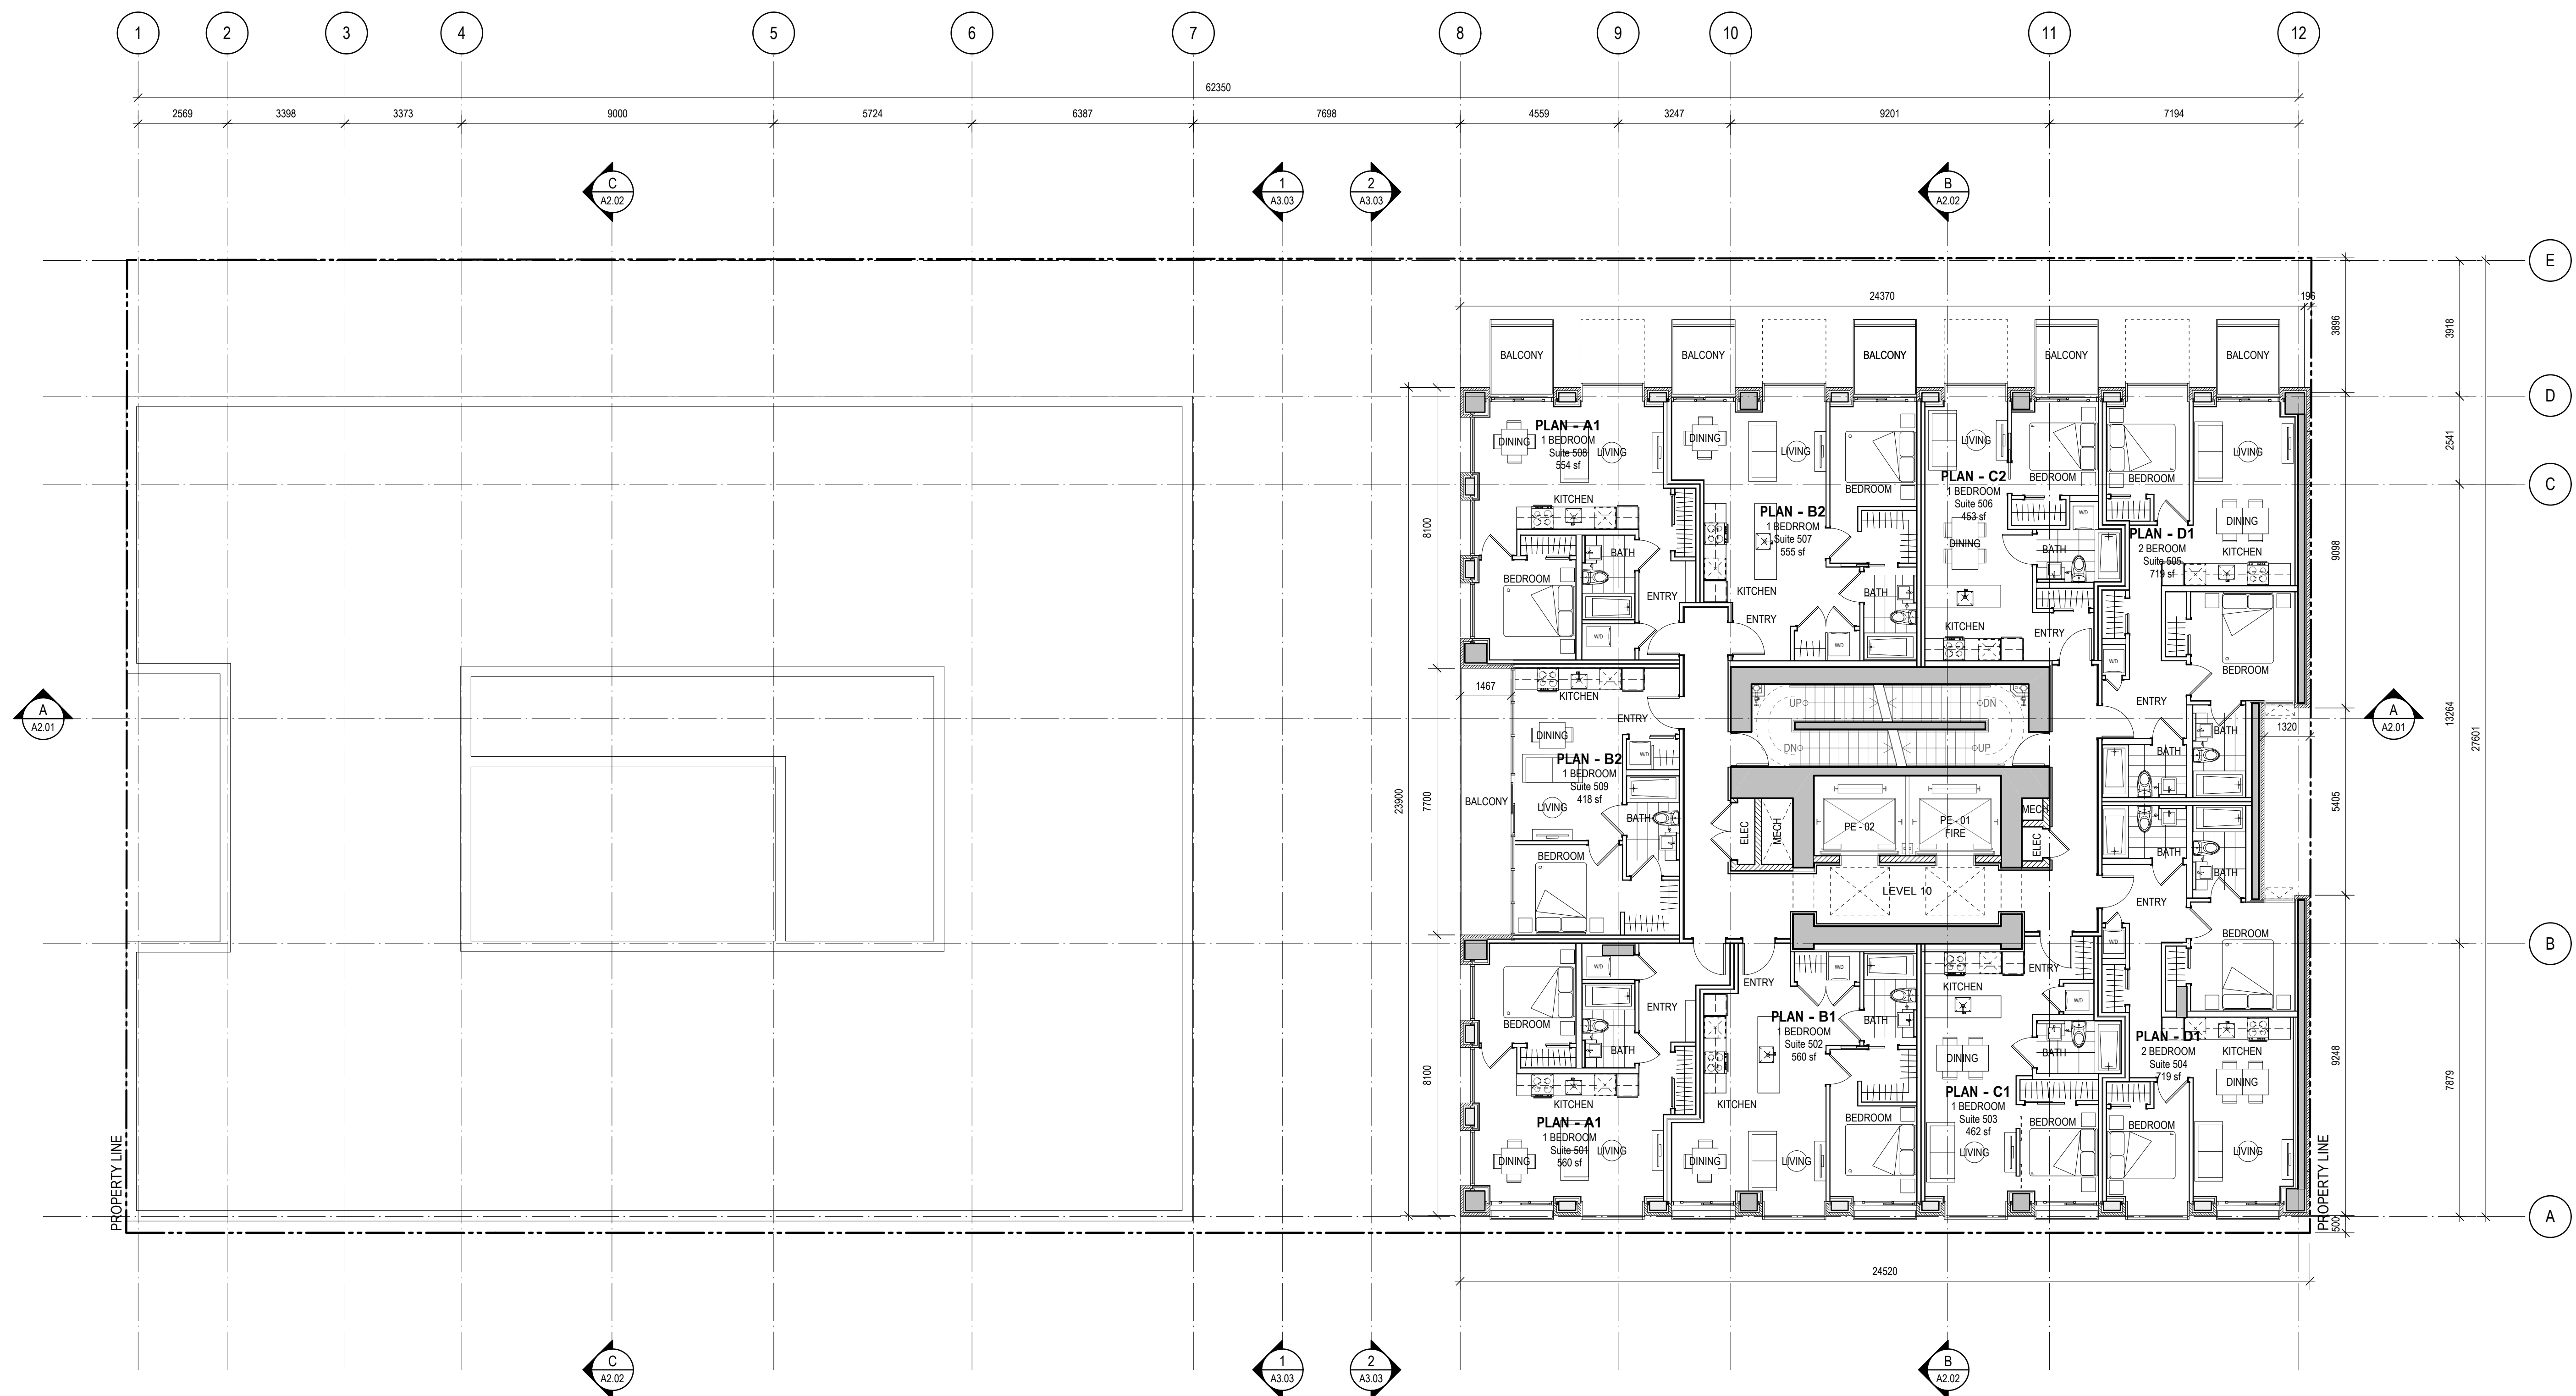 1 2 3 4 5 6 7 8 9 10 11 12
62350
2569 3398 3373 9000 5724 6387 7698 4559 3247 9201 7194
C
A2.02
1
A3.03
2
A3.03
B
A2.02
E
24370
196
3896
3918
BALCONY
BALCONY
BALCONY
BALCONY
BALCONY
D
2541
C
PLAN - A1
1 BEDROOM
Suite 508
554 sf
DINING
LIVING
KITCHEN
BATH
BEDROOM
ENTRY
W/D
DINING
LIVING
BEDROOM
PLAN - B2
1 BEDRROM
Suite 507
555 sf
KITCHEN
ENTRY
BATH
W/D
LIVING
BEDROOM
PLAN - C2
1 BEDROOM
Suite 506
453 sf
DINING
W/D
BATH
KITCHEN
ENTRY
BEDROOM
LIVING
DINING
PLAN - D1
2 BEROOM
Suite 505
719 sf
KITCHEN
BEDROOM
W/D
ENTRY
BATH
BATH
8100
9098
1467
KITCHEN
ENTRY
DINING
W/D
PLAN - B2
1 BEDROOM
Suite 509
418 sf
BALCONY
LIVING
BATH
BEDROOM
7700
23900
UP
DN
DN
UP
MECH
ELEC
MECH
PE - 02
PE - 01
FIRE
ELEC
LEVEL 10
A
A2.01
A
A2.01
1320
13264
27601
5405
BATH
BATH
ENTRY
W/D
BEDROOM
B
BEDROOM
W/D
ENTRY
BATH
KITCHEN
PLAN - A1
1 BEDROOM
Suite 501
560 sf
DINING
LIVING
ENTRY
W/D
BATH
PLAN - B1
1 BEDROOM
Suite 502
560 sf
KITCHEN
BEDROOM
DINING
LIVING
ENTRY
KITCHEN
W/D
BATH
DINING
PLAN - C1
1 BEDROOM
Suite 503
462 sf
BEDROOM
LIVING
PLAN - D1
2 BEDROOM
Suite 504
719 sf
KITCHEN
DINING
BEDROOM
LIVING
8100
9248
7879
PROPERTY LINE
PROPERTY LINE
500
A
24520
C
A2.02
1
A3.03
2
A3.03
B
A2.02